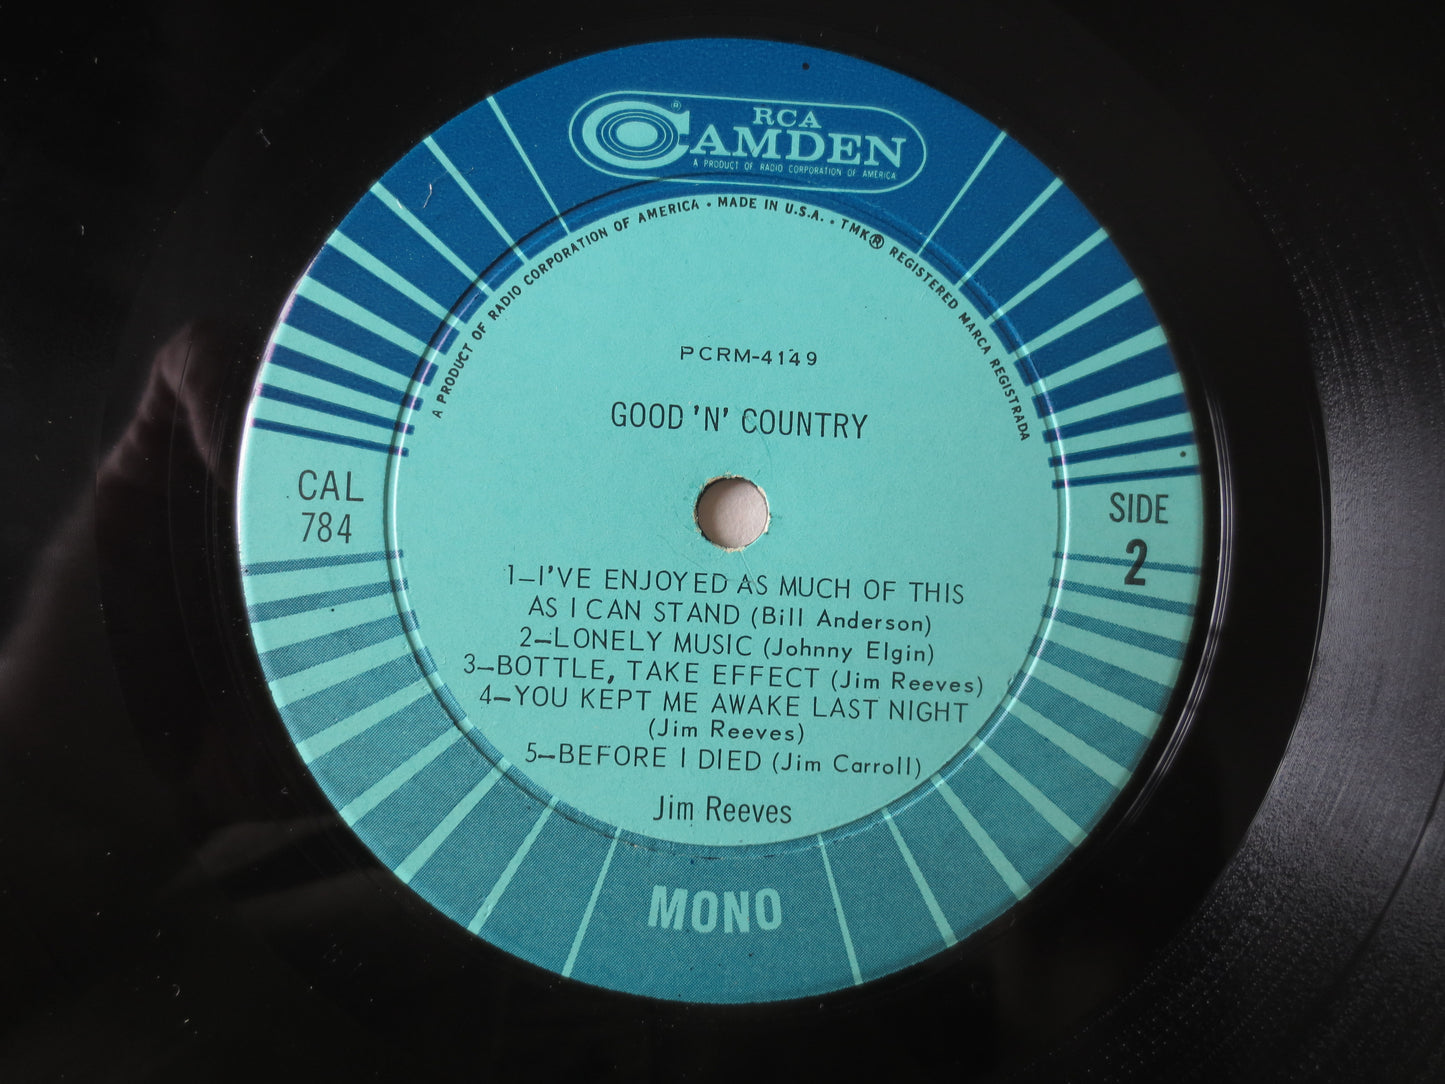 RCA
CAMDEN®
A PRODUCT OF RADIO CORPORATION OF AMERICA
A PRODUCT OF RADIO CORPORATION OF AMERICA • MADE IN U.S.A. • TMK® REGISTERED MARCA REGISTRADA
PCRM-4149
GOOD 'N' COUNTRY
CAL
784
SIDE
2
1–I'VE ENJOYED AS MUCH OF THIS
AS I CAN STAND (Bill Anderson)
2–LONELY MUSIC (Johnny Elgin)
3–BOTTLE, TAKE EFFECT (Jim Reeves)
4–YOU KEPT ME AWAKE LAST NIGHT
(Jim Reeves)
5–BEFORE I DIED (Jim Carroll)
Jim Reeves
MONO